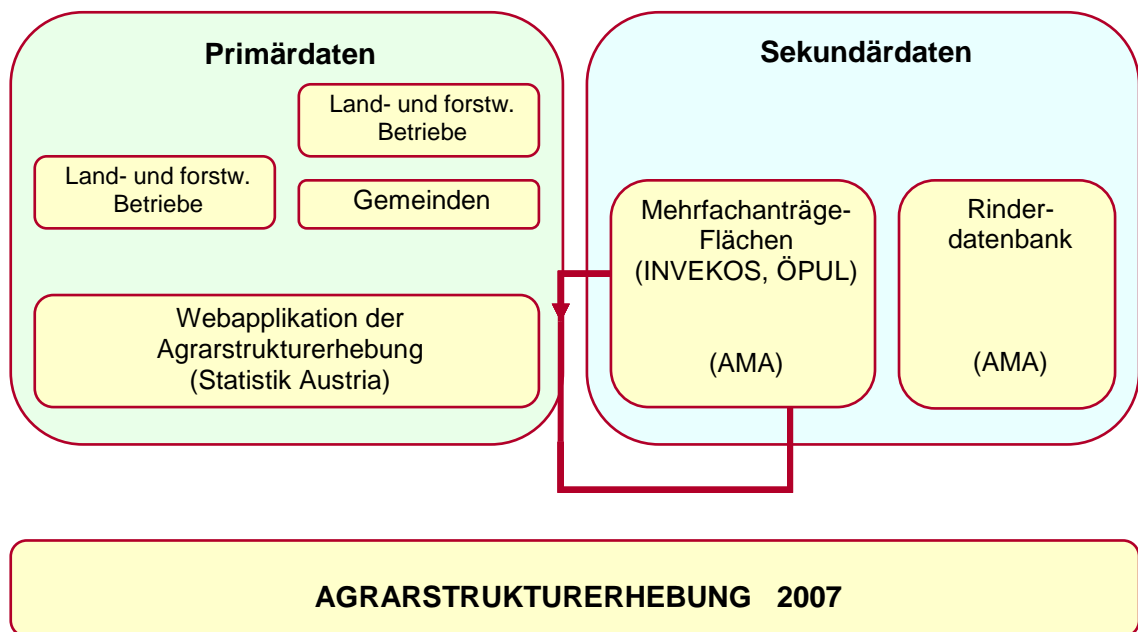 Primärdaten
Land- und forstw.
Betriebe
Land- und forstw.
Betriebe
Gemeinden
Webapplikation der
Agrarstrukturerhebung
(Statistik Austria)
Sekundärdaten
Mehrfachanträge-
Flächen
(INVEKOS, ÖPUL)
(AMA)
Rinder-
datenbank
(AMA)
AGRARSTRUKTURERHEBUNG 2007